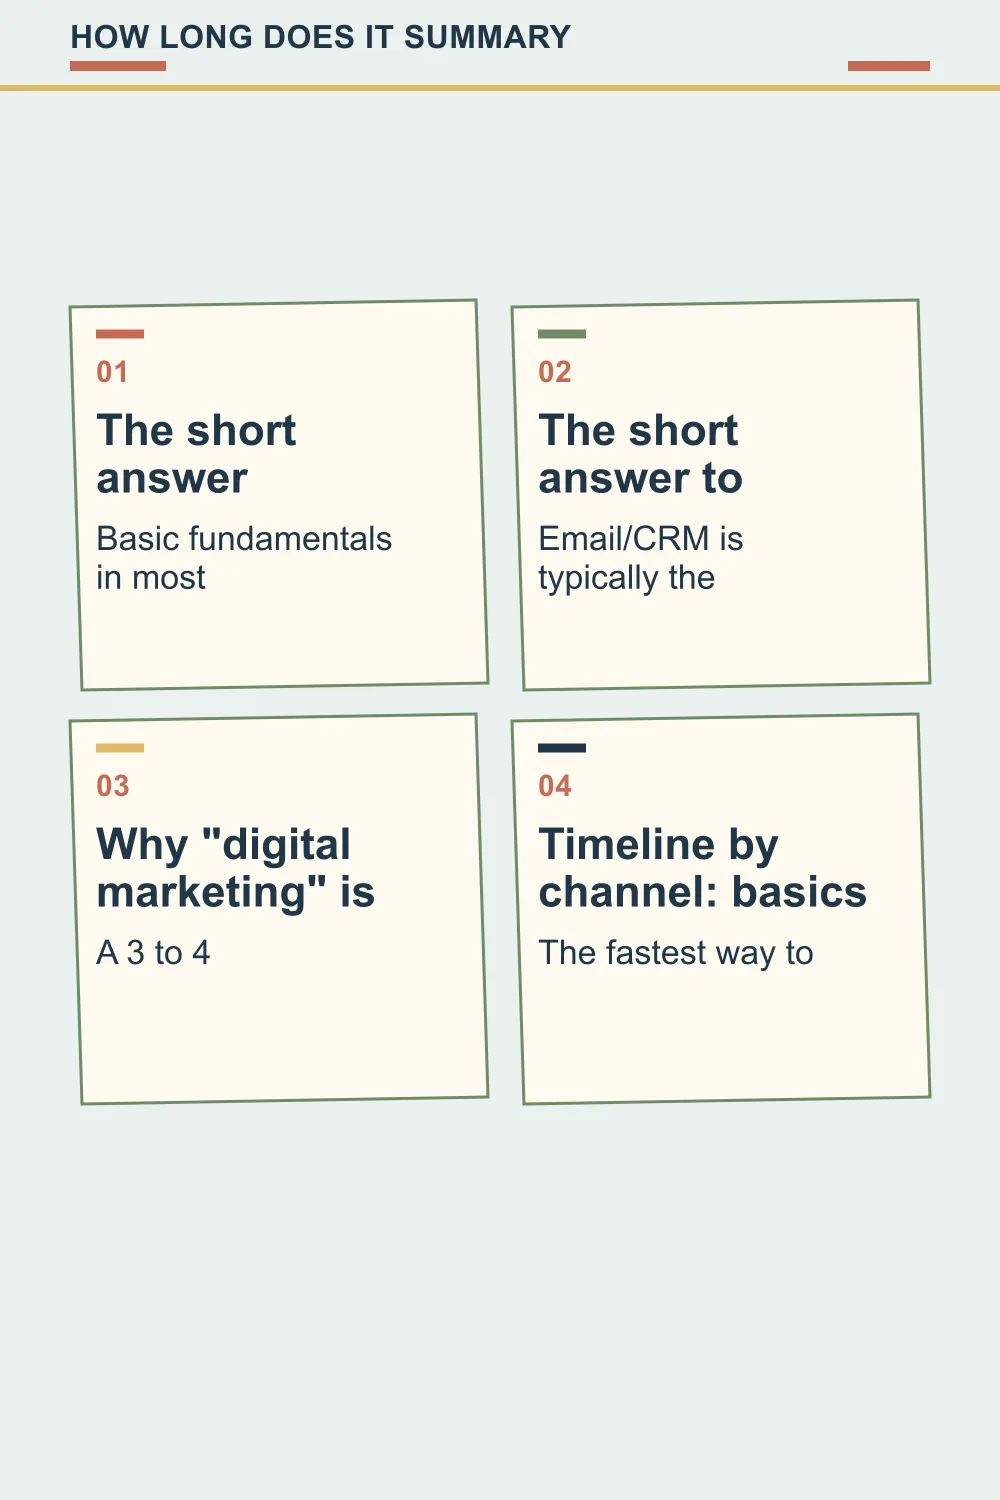 HOW LONG DOES IT SUMMARY
01
The short
answer
Basic fundamentals
in most
02
The short
answer to
Email/CRM is
typically the
03
Why "digital
marketing" is
A 3 to 4
04
Timeline by
channel: basics
The fastest way to